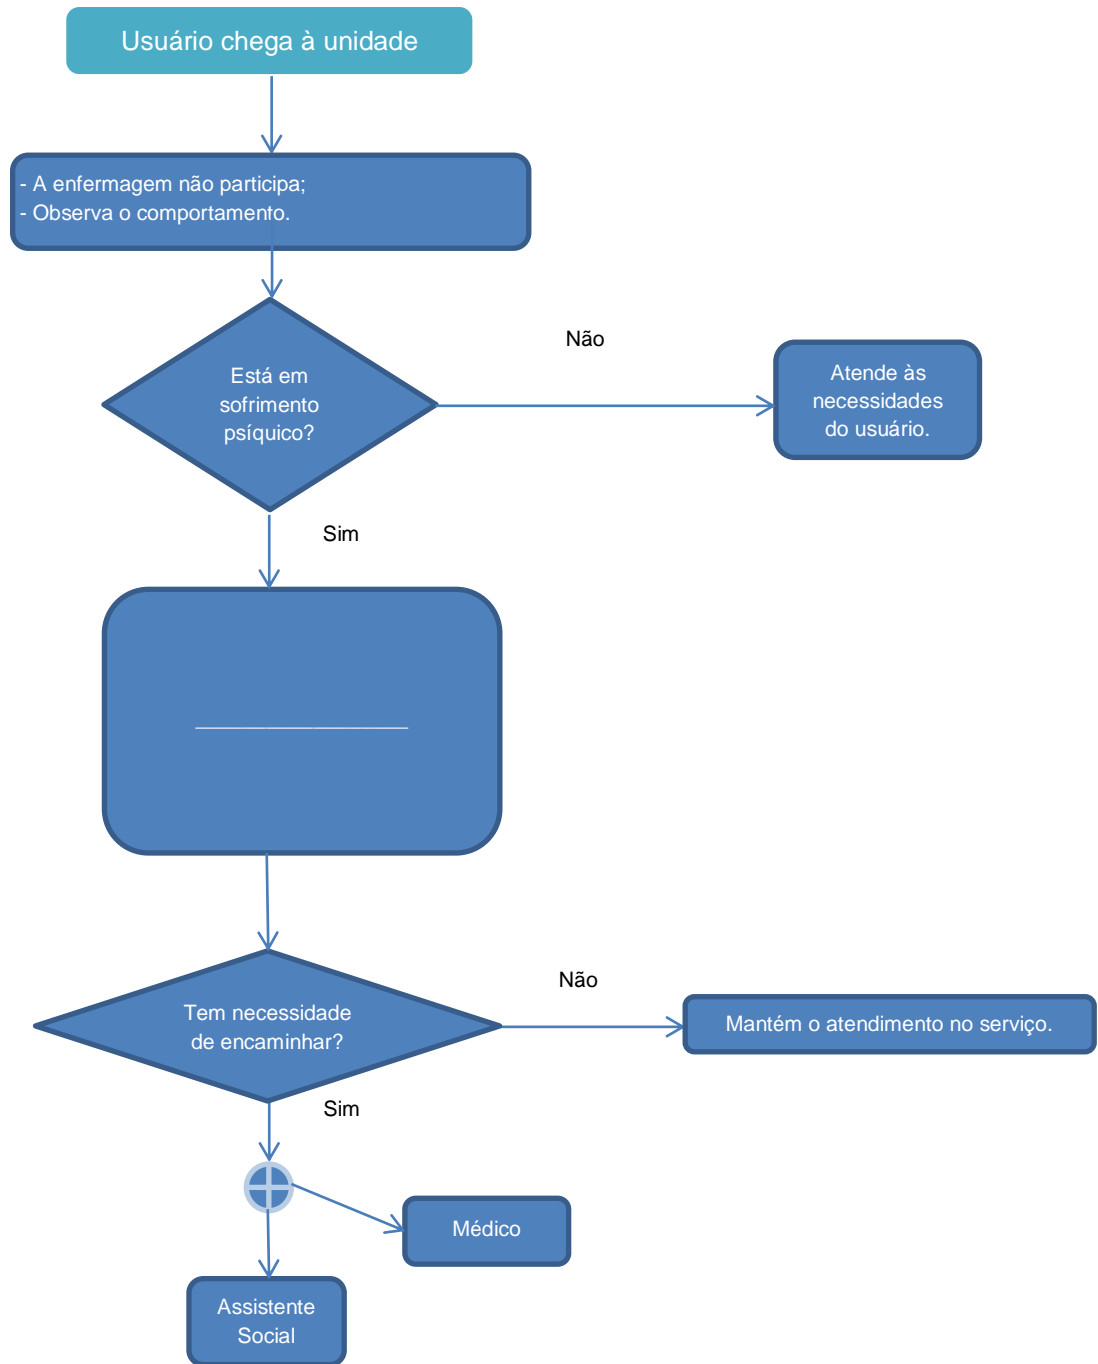 Usuário chega à unidade
- A enfermagem não participa;
- Observa o comportamento.
Está em
sofrimento
psíquico?
Não
Atende às
necessidades
do usuário.
Sim
__________________
Tem necessidade
de encaminhar?
Não
Mantém o atendimento no serviço.
Sim
Médico
Assistente
Social